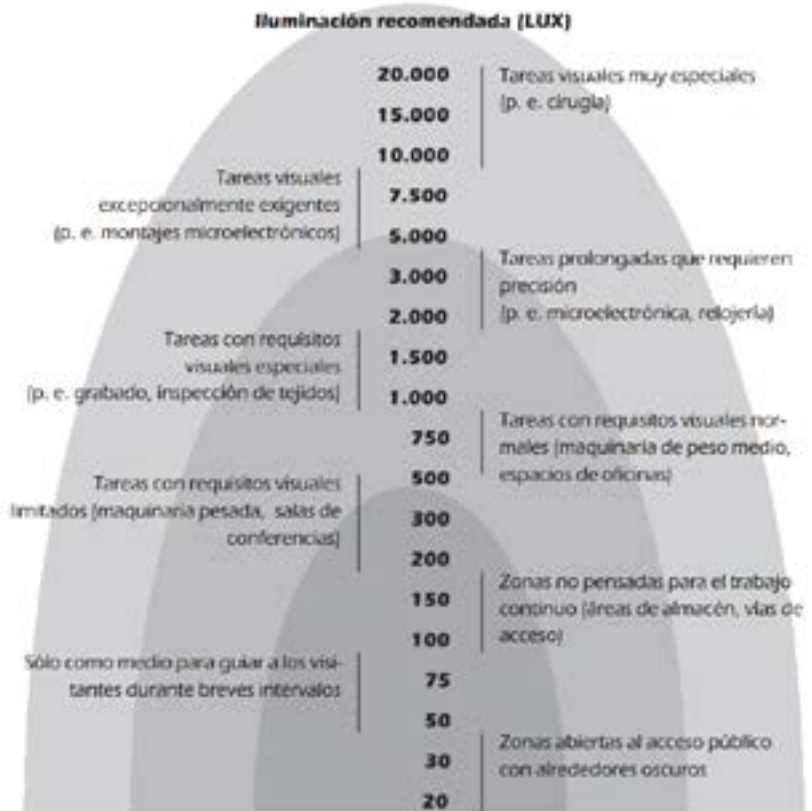 Iluminación recomendada (LUX)
20.000
15.000
10.000
Tareas visuales muy especiales
(p. e. cirugía)
Tareas visuales
excepcionalmente exigentes
(p. e. montajes microelectrónicos)
7.500
5.000
3.000
2.000
Tareas prolongadas que requieren
precisión
(p. e. microelectrónica, relojería)
Tareas con requisitos
visuales especiales
(p. e. grabado, inspección de tejidos)
1.500
1.000
750
500
Tareas con requisitos visuales nor-
males (maquinaria de peso medio,
espacios de oficinas)
Tareas con requisitos visuales
limitados (maquinaria pesada, salas de
conferencias)
300
200
150
100
Zonas no pensadas para el trabajo
continuo (áreas de almacén, vías de
acceso)
Sólo como medio para guiar a los visi-
tantes durante breves intervalos
75
50
30
20
Zonas abiertas al acceso público
con alrededores oscuros